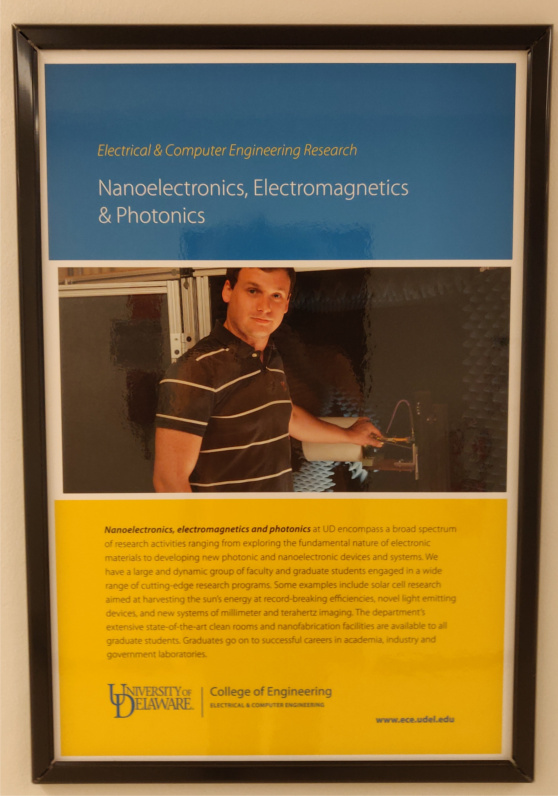 Electrical & Computer Engineering Research
Nanoelectronics, Electromagnetics
& Photonics
Nanoelectronics, electromagnetics and photonics at UD encompass a broad spectrum
of research activities ranging from exploring the fundamental nature of electronic
materials to developing new photonic and nanoelectronic devices and systems. We
have a large and dynamic group of faculty and graduate students engaged in a wide
range of cutting-edge research programs. Some examples include solar cell research
aimed at harvesting the sun's energy at record-breaking efficiencies, novel light emitting
devices, and new systems of millimeter and terahertz imaging. The department's
extensive state-of-the-art clean rooms and nanofabrication facilities are available to all
graduate students. Graduates go on to successful careers in academia, industry and
government laboratories.
UNIVERSITY OF
DELAWARE.
College of Engineering
ELECTRICAL & COMPUTER ENGINEERING
www.ece.udel.edu